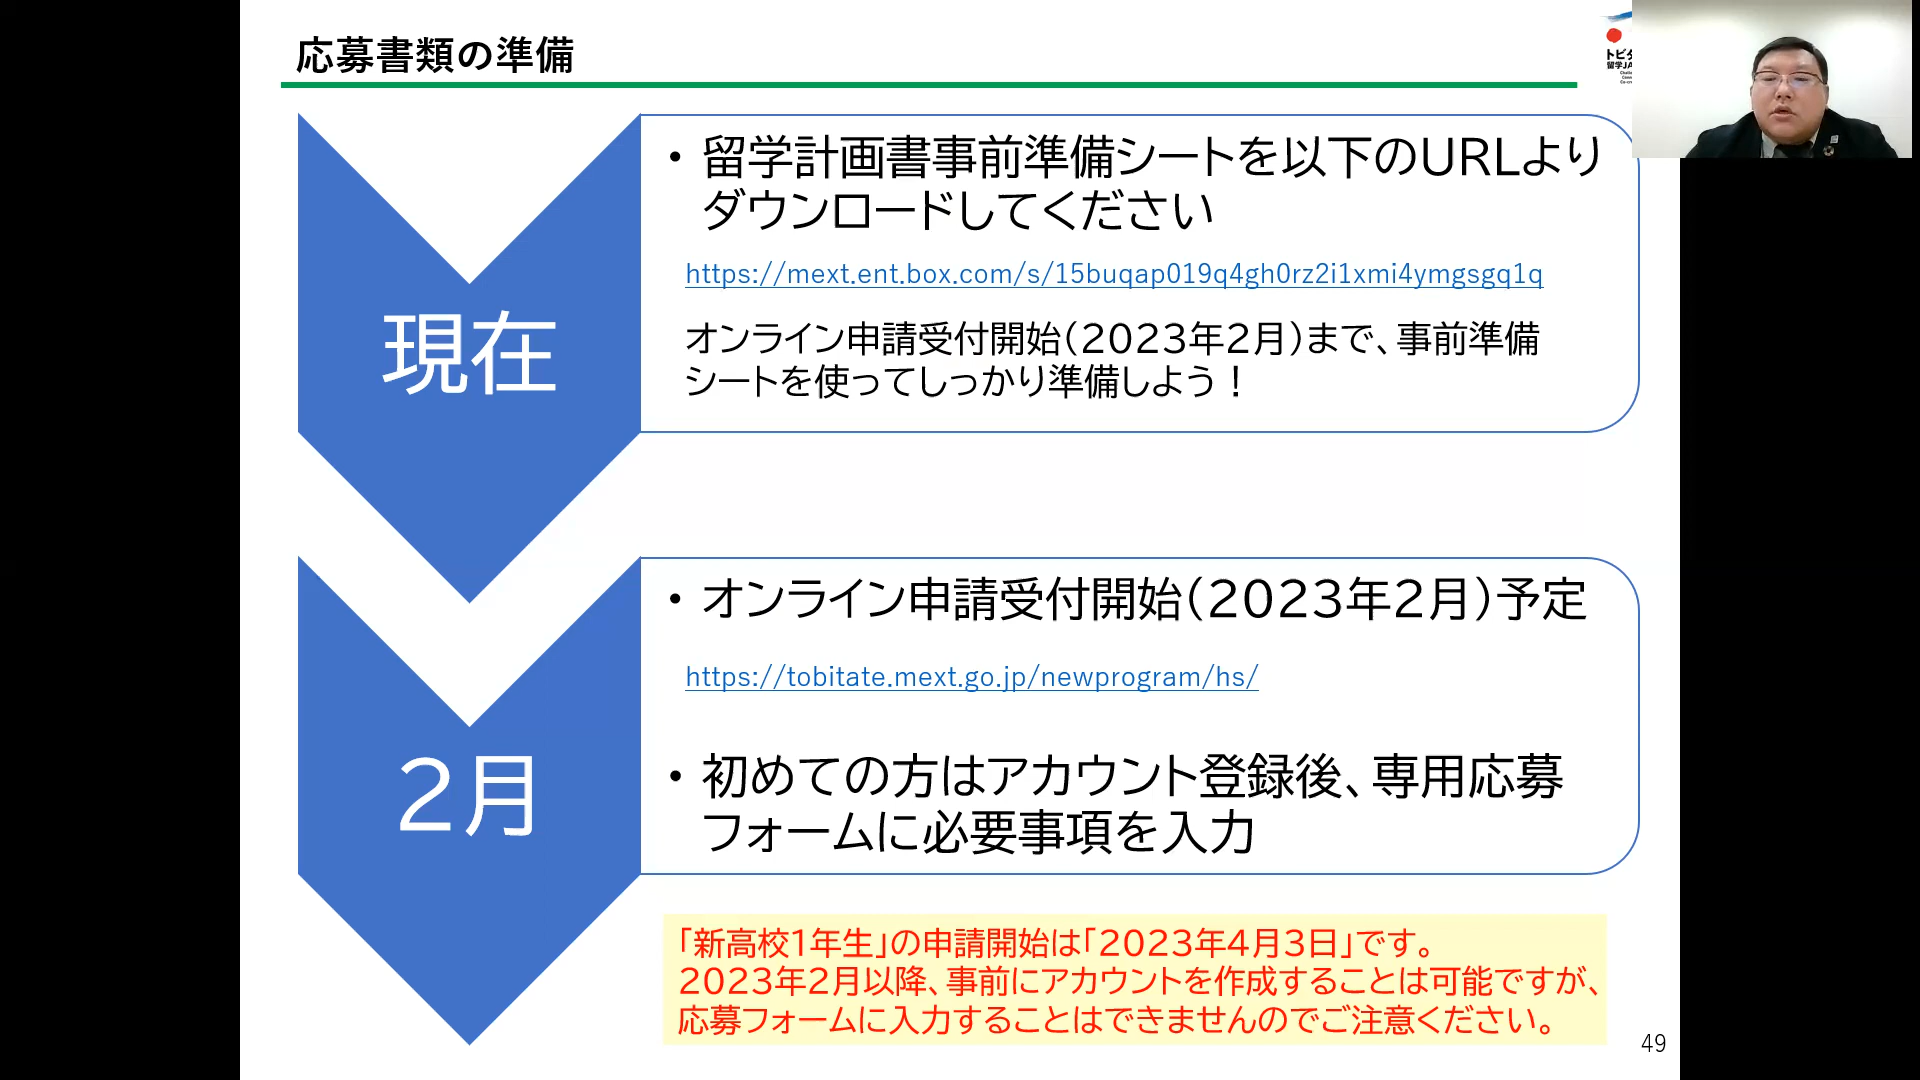 応募書類の準備
トビタ
留学JA
現在
・留学計画書事前準備シートを以下のURLより
ダウンロードしてください
https://mext.ent.box.com/s/15buqap019q4gh0rz2i1xmi4ymgsgq1q
オンライン申請受付開始（2023年2月）まで、事前準備
シートを使ってしっかり準備しよう！
2月
・オンライン申請受付開始（2023年2月）予定
https://tobitate.mext.go.jp/newprogram/hs/
・初めての方はアカウント登録後、専用応募
フォームに必要事項を入力
「新高校1年生」の申請開始は「2023年4月3日」です。
2023年2月以降、事前にアカウントを作成することは可能ですが、
応募フォームに入力することはできませんのでご注意ください。
49